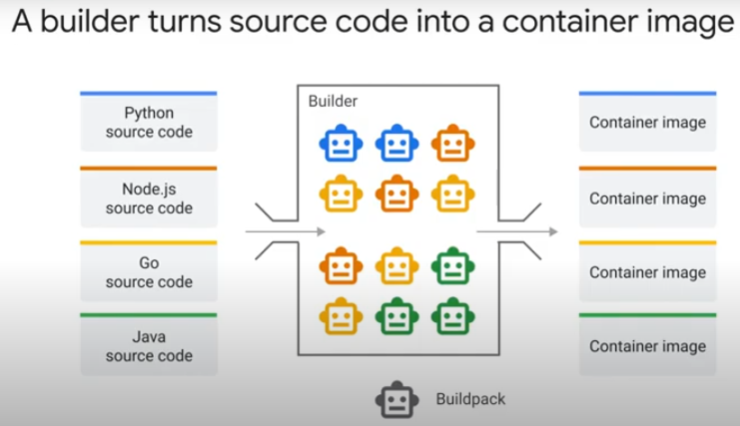 A builder turns source code into a container image
Python
source code
Node.js
source code
Go
source code
Java
source code
Builder
Container image
Container image
Container image
Container image
Buildpack